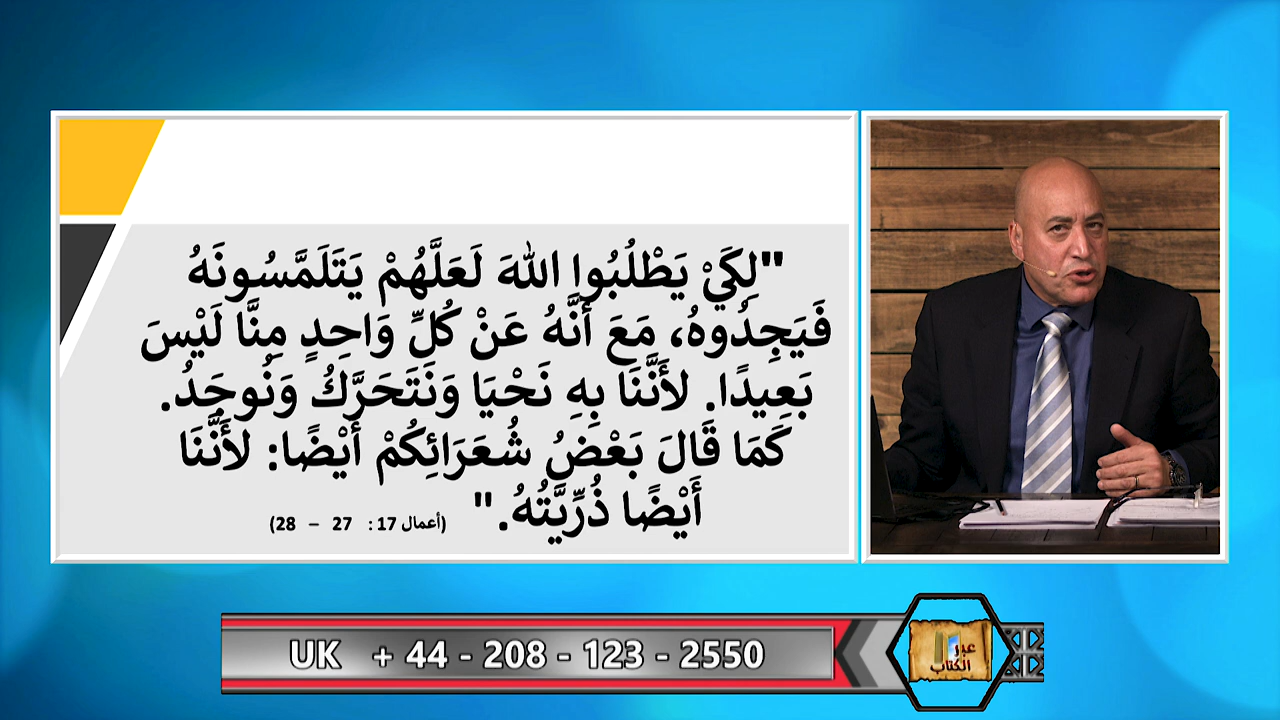 "لِكَيْ يَطْلُبُوا اللهَ لَعَلَّهُمْ يَتَلَمَّسُونَهُ
فَيَجِدُوهُ، مَعَ أَنَّهُ عَنْ كُلِّ وَاحِدٍ مِنَّا لَيْسَ
بَعِيدًا. لأَنَّنَا بِهِ نَحْيَا وَنَتَحَرَّكُ وَنُوجَدُ.
كَمَا قَالَ بَعْضُ شُعَرَائِكُمْ أَيْضًا: لأَنَّنَا
أَيْضًا ذُرِّيَّتُهُ." (أعمال 17 : 27 – 28)
UK + 44 - 208 - 123 - 2550
عبر
الكتاب